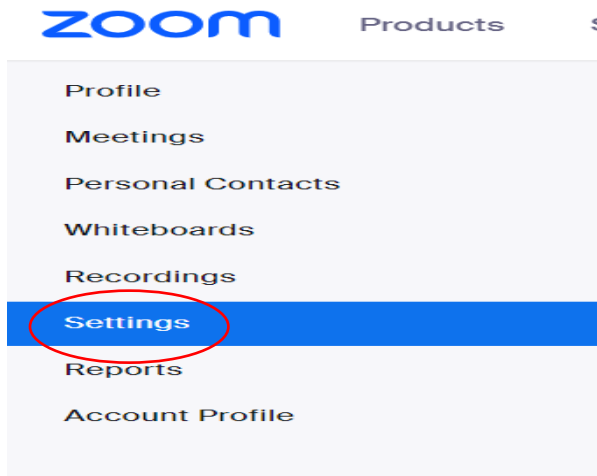 zoom Products
Profile
Meetings
Personal Contacts
Whiteboards
Recordings
Settings
Reports
Account Profile